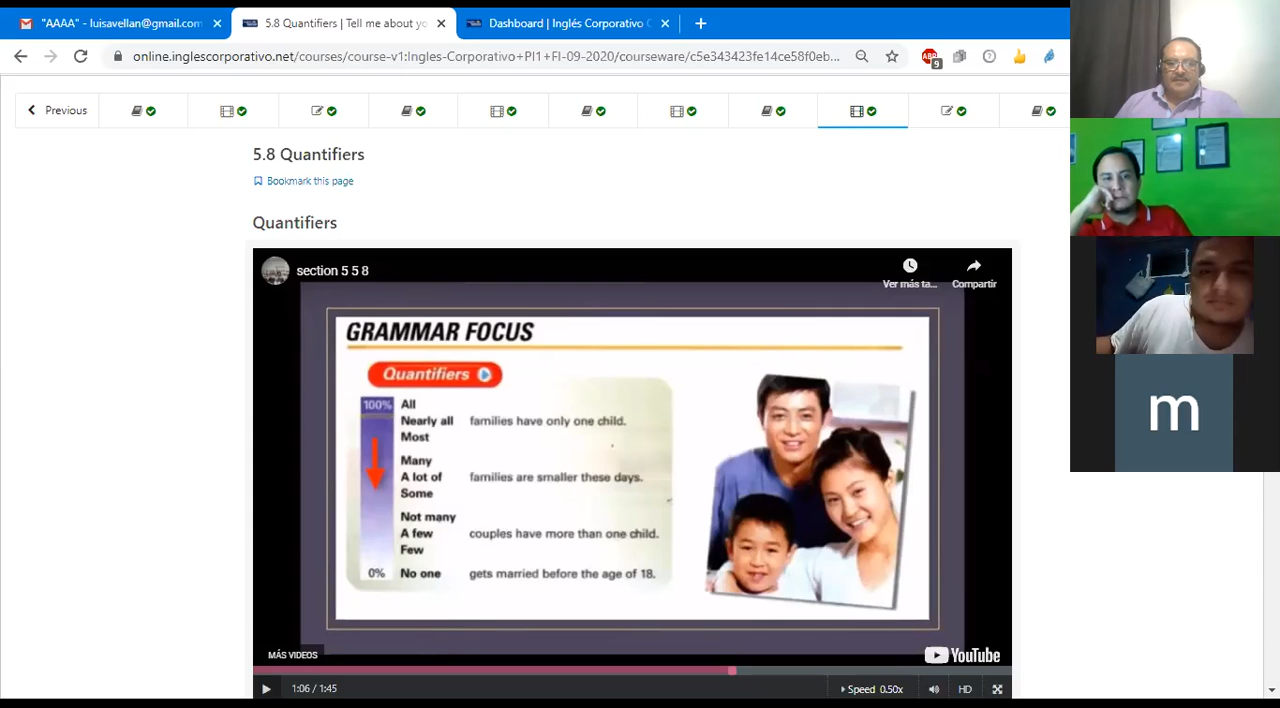 "AAAA" - luisavellan@gmail.com
5.8 Quantifiers | Tell me about yo
Dashboard | Inglés Corporativo C
online.inglescorporativo.net/courses/course-v1:Ingles-Corporativo+PI1+FI-09-2020/courseware/c5e343423fe14ce58f0eb...
ABP
9
Previous
5.8 Quantifiers
Bookmark this page
Quantifiers
section 5 5 8
Ver más ta...
Compartir
GRAMMAR FOCUS
Quantifiers
100% All
Nearly all families have only one child.
Most
Many
A lot of families are smaller these days.
Some
Not many
A few couples have more than one child.
Few
0% No one gets married before the age of 18.
m
MÁS VIDEOS
YouTube
1:06 / 1:45
Speed 0.50x
HD